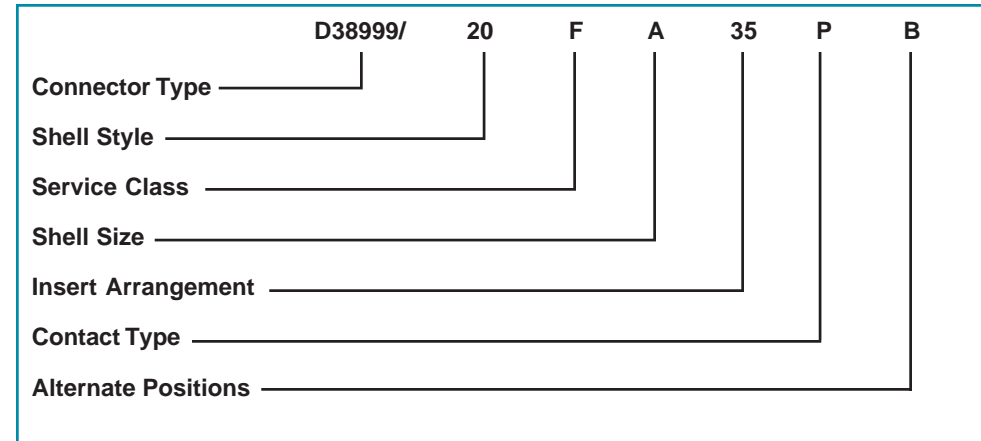 D38999/ 20 F A 35 P B
Connector Type
Shell Style
Service Class
Shell Size
Insert Arrangement
Contact Type
Alternate Positions